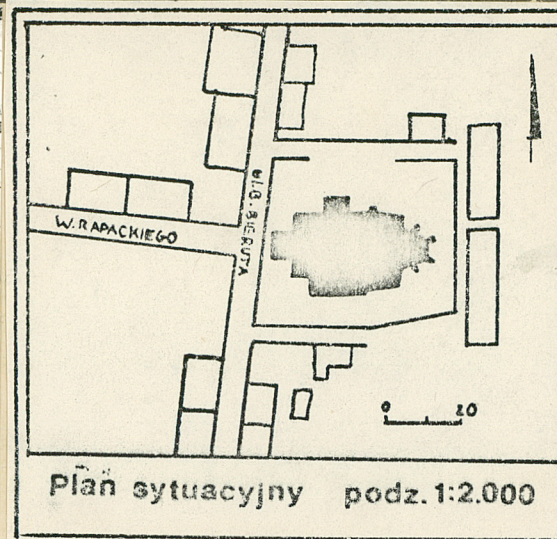 UL. B. BIERUTA
W. RAPACKIEGO
0 20
Plan sytuacyjny podz. 1:2.000